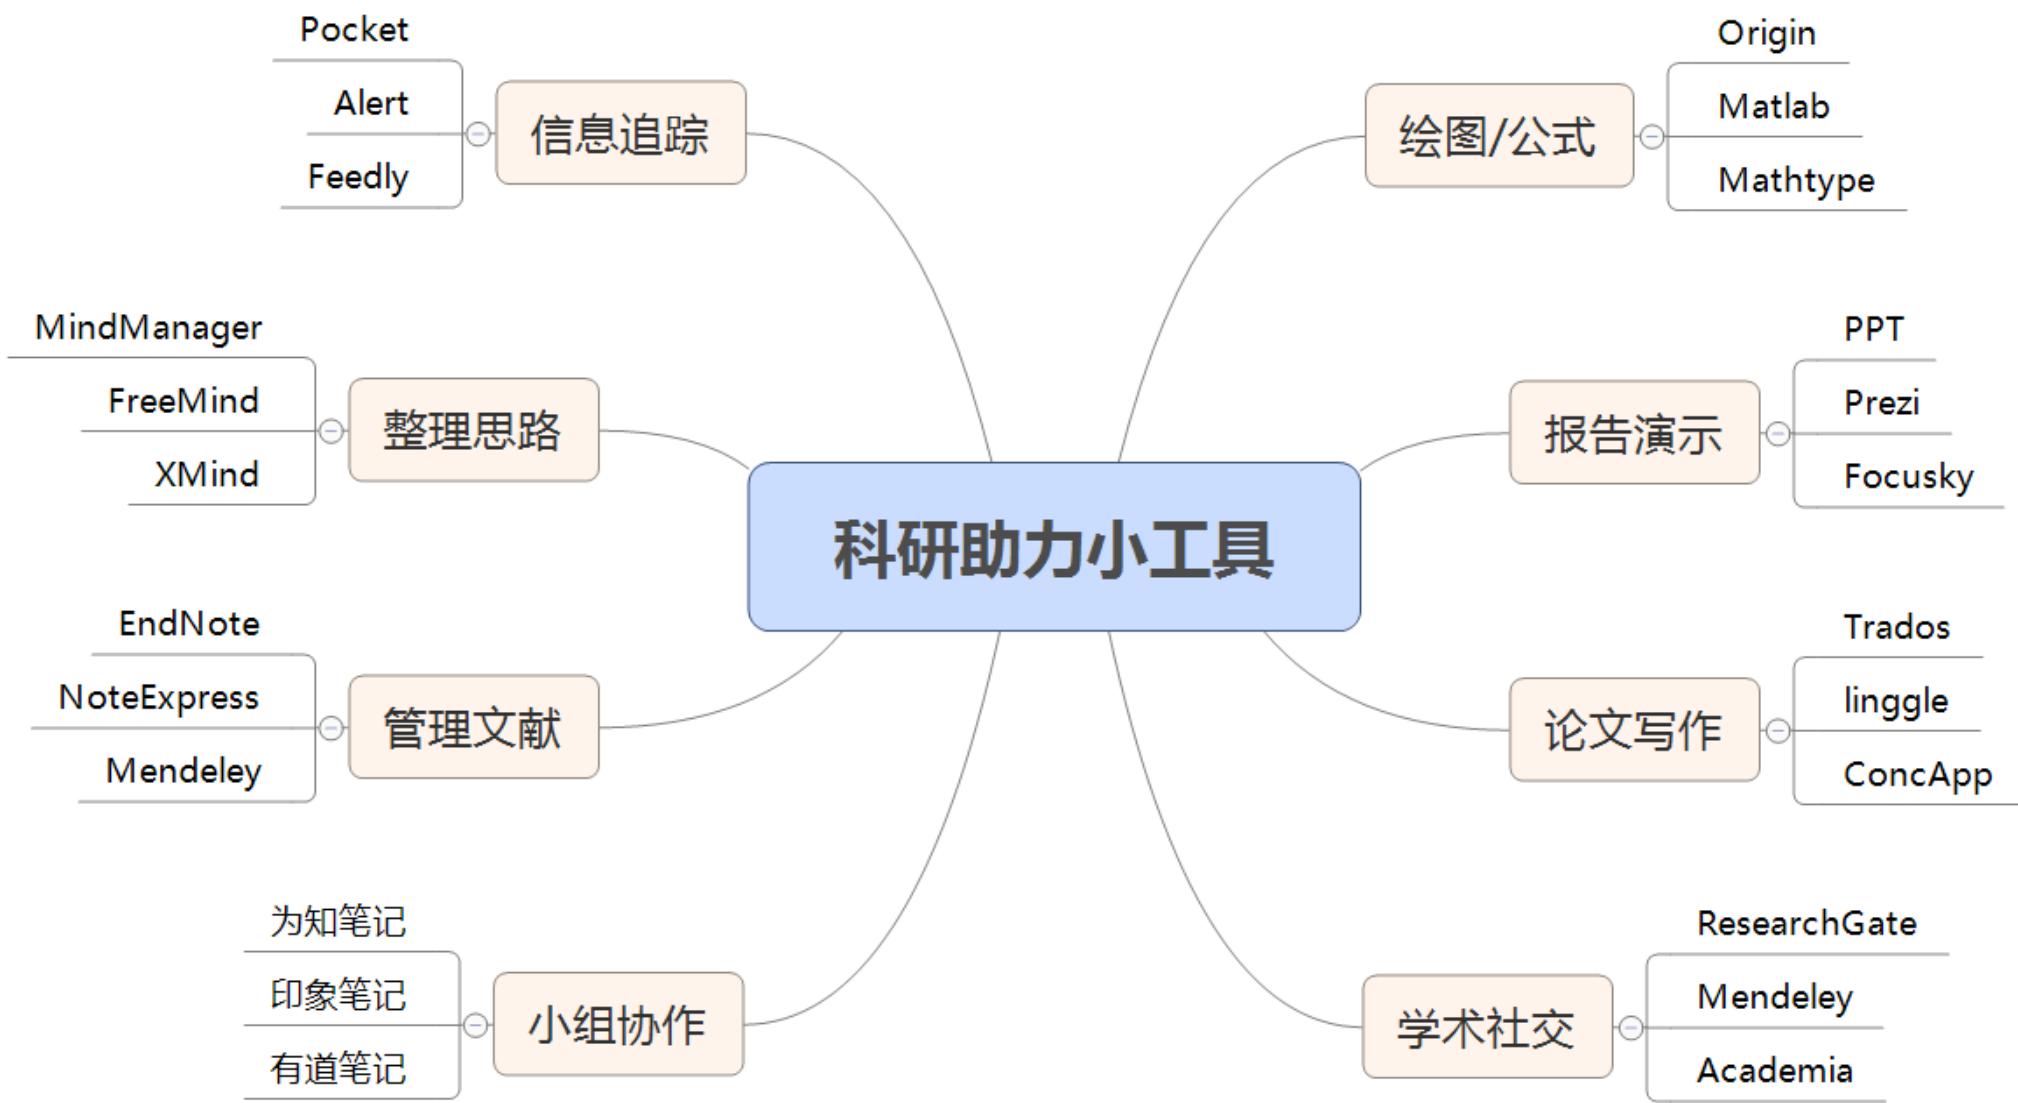 科研助力小工具
信息追踪
Pocket
Alert
Feedly
整理思路
MindManager
FreeMind
XMind
管理文献
EndNote
NoteExpress
Mendeley
小组协作
为知笔记
印象笔记
有道笔记
绘图/公式
Origin
Matlab
Mathtype
报告演示
PPT
Prezi
Focusky
论文写作
Trados
linggle
ConcApp
学术社交
ResearchGate
Mendeley
Academia